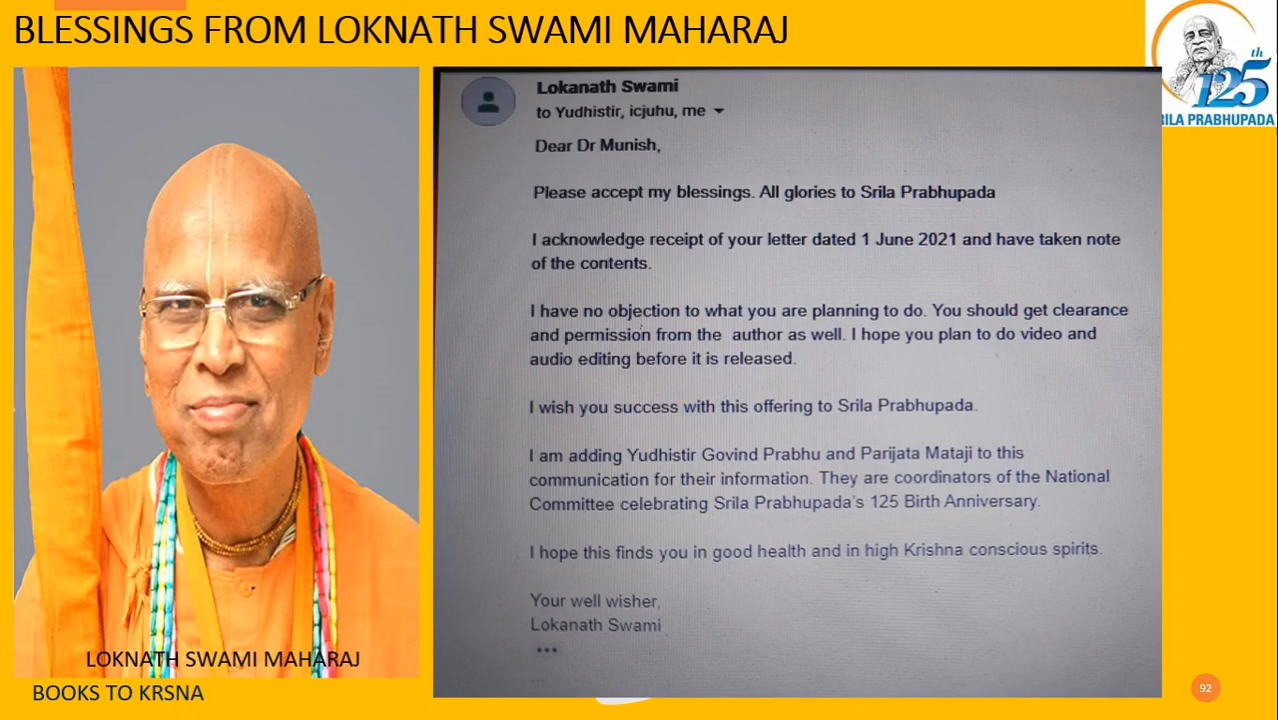 BLESSINGS FROM LOKNATH SWAMI MAHARAJ
th
125
RILA PRABHUPADA
Lokanath Swami
to Yudhistir, icjuhu, me
Dear Dr Munish,
Please accept my blessings. All glories to Srila Prabhupada
I acknowledge receipt of your letter dated 1 June 2021 and have taken note
of the contents.
I have no objection to what you are planning to do. You should get clearance
and permission from the author as well. I hope you plan to do video and
audio editing before it is released.
I wish you success with this offering to Srila Prabhupada.
I am adding Yudhistir Govind Prabhu and Parijata Mataji to this
communication for their information. They are coordinators of the National
Committee celebrating Srila Prabhupada's 125 Birth Anniversary.
I hope this finds you in good health and in high Krishna conscious spirits.
Your well wisher,
Lokanath Swami
•••
LOKNATH SWAMI MAHARAJ
BOOKS TO KRSNA
92